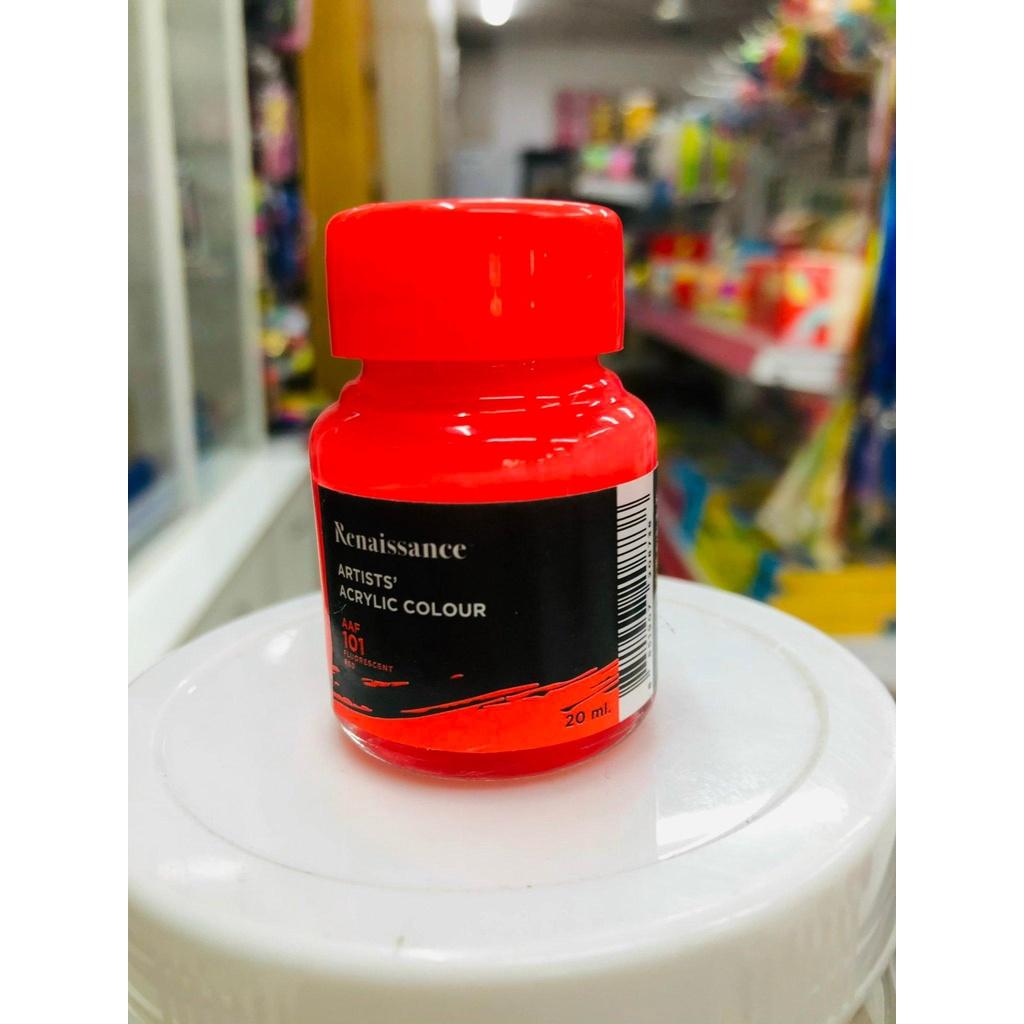 Renaissance
ARTISTS'
ACRYLIC COLOUR
AAF
101
FLUORESCENT
RED
20 ml.